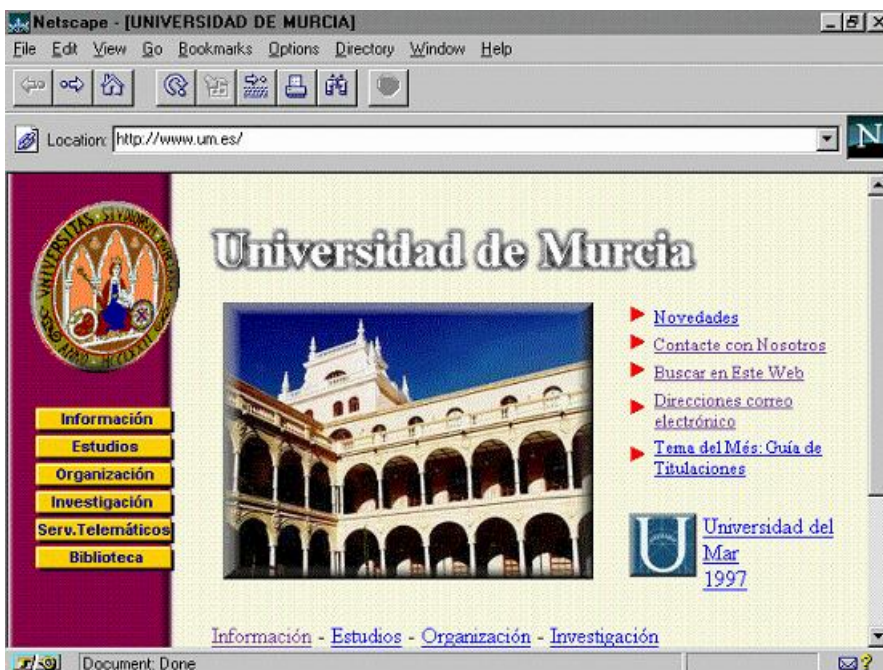 Netscape - [UNIVERSIDAD DE MURCIA]
File Edit View Go Bookmarks Options Directory Window Help
Location: http://www.um.es/
N
Universidad de Murcia
Novedades
Contacte con Nosotros
Buscar en Este Web
Direcciones correo
electrónico
Tema del Més: Guía de
Titulaciones
Información
Estudios
Organización
Investigación
Serv.Telemáticos
Biblioteca
U
Universidad del
Mar
1997
Información - Estudios - Organización - Investigación
Document: Done